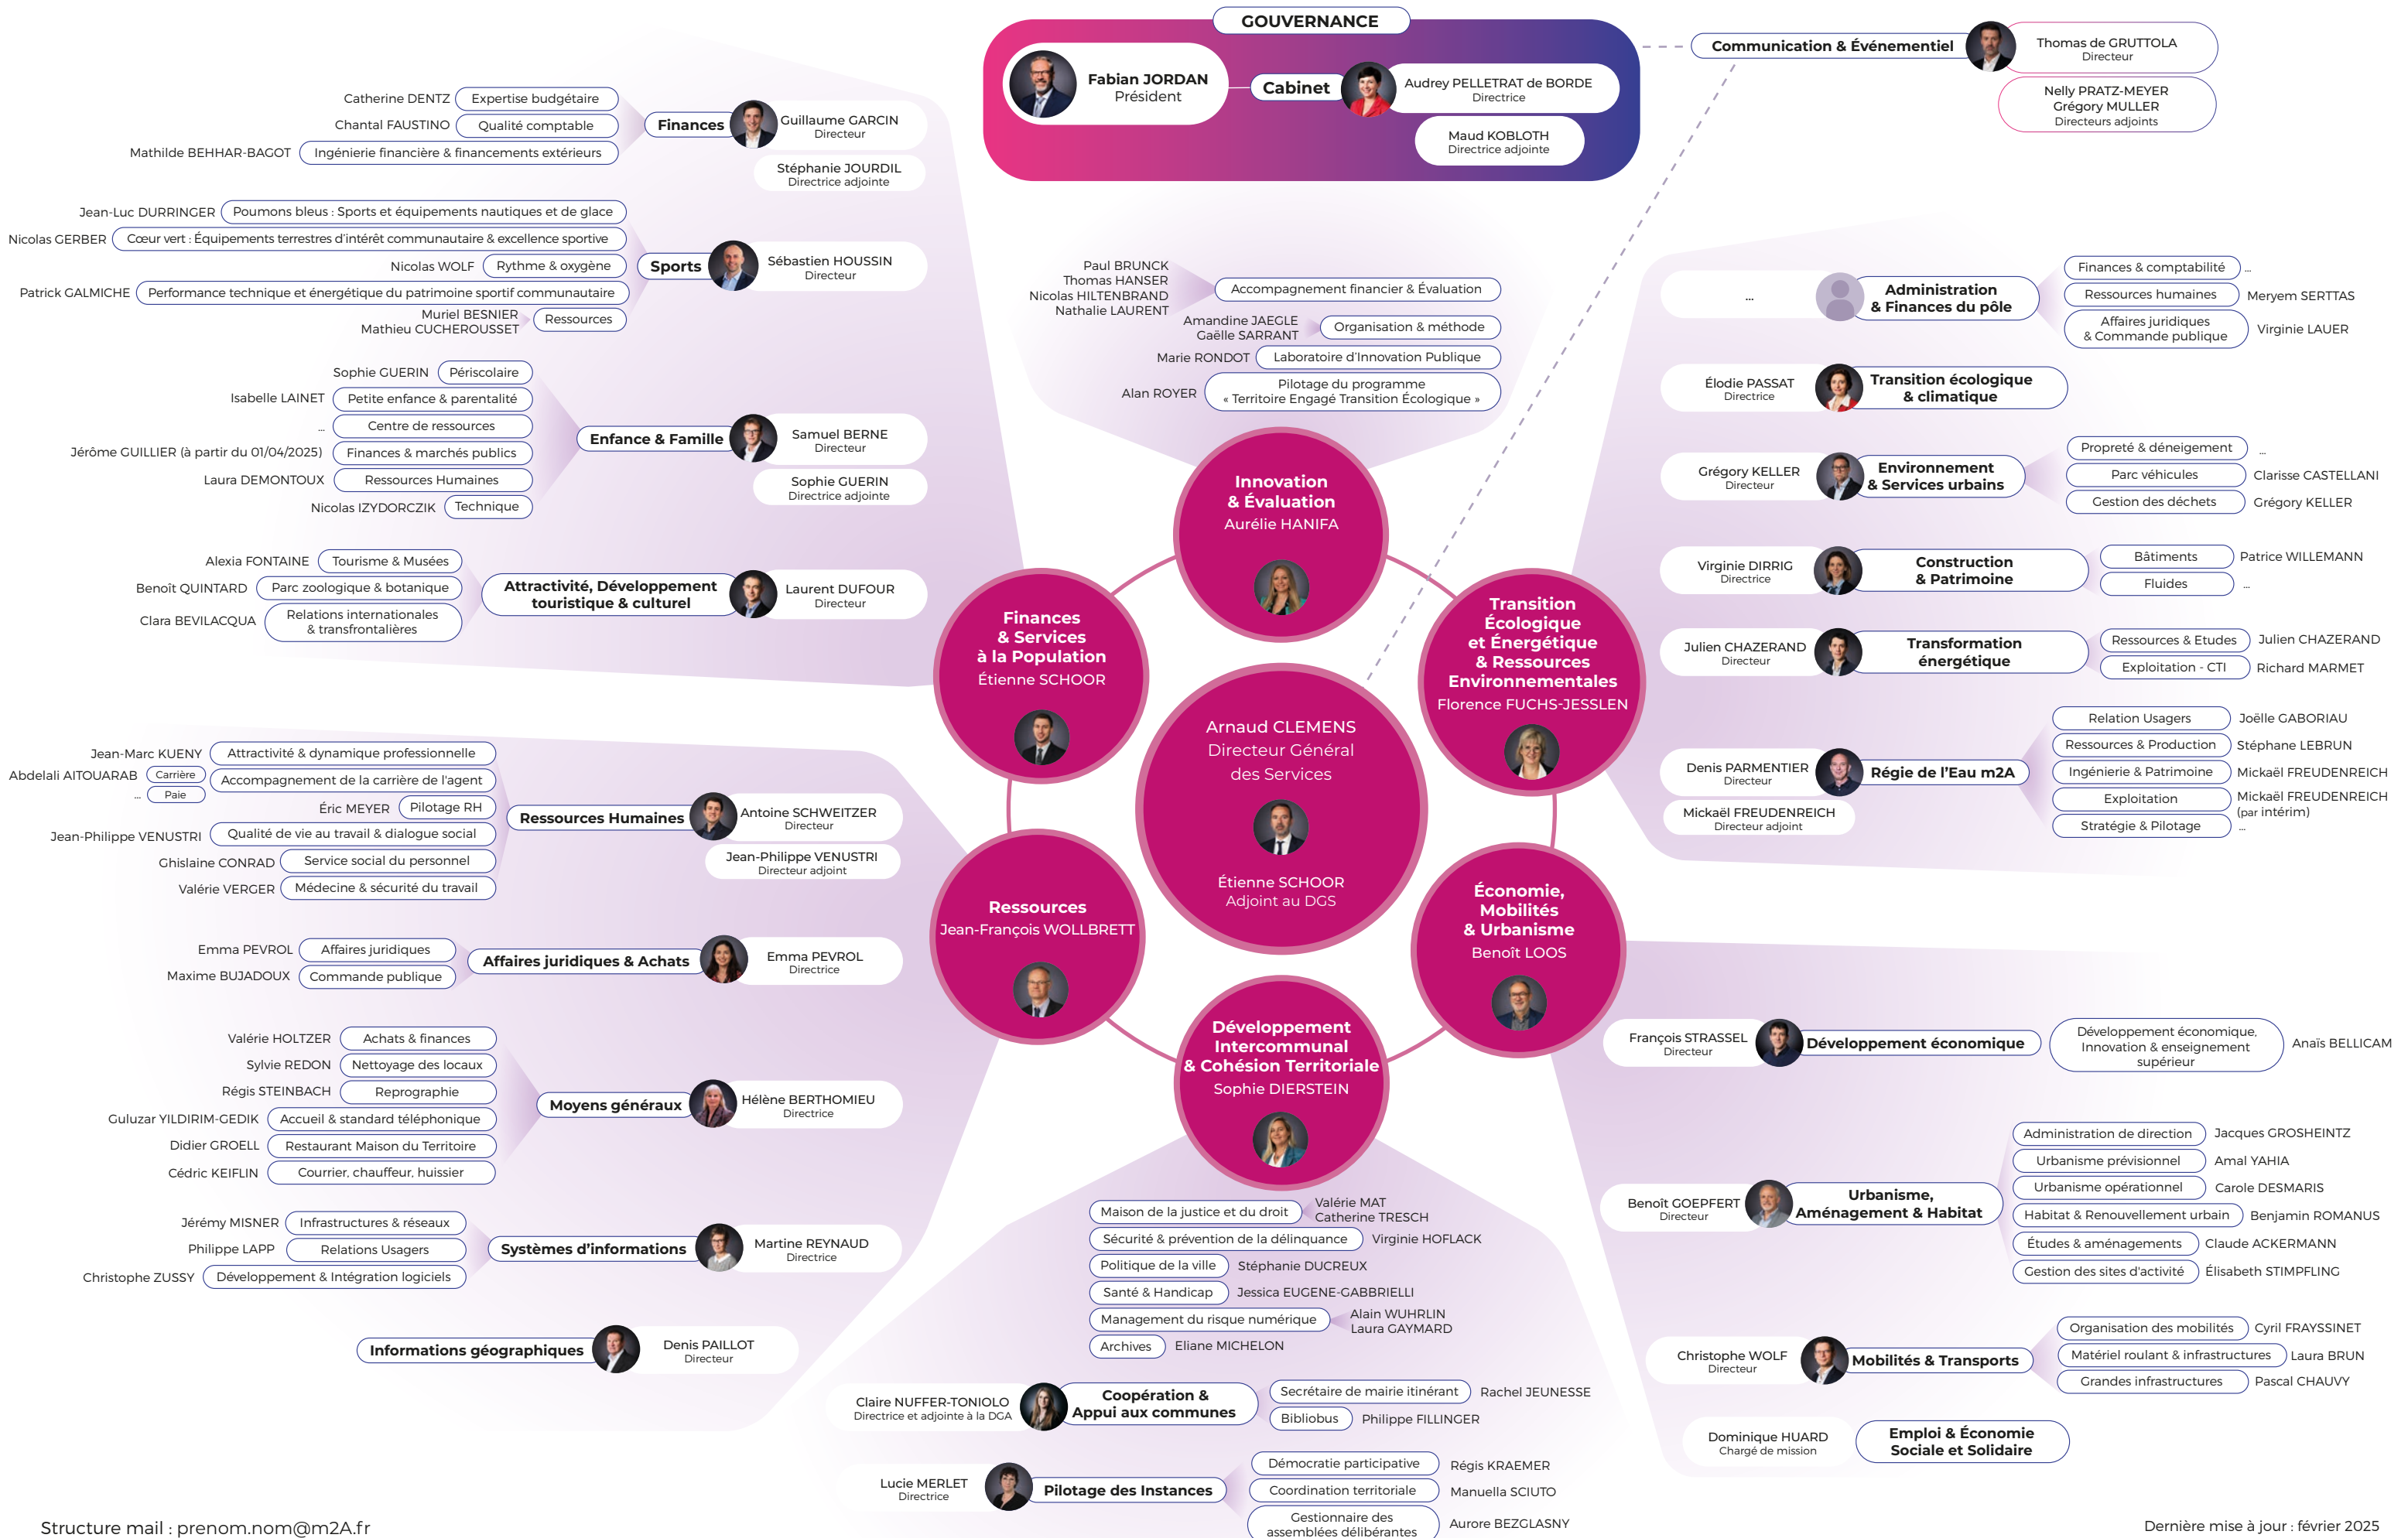 GOUVERNANCE
Fabian JORDAN
Président
Cabinet
Audrey PELLETRAT de BORDE
Directrice
Maud KOBLOTH
Directrice adjointe
Communication & Événementiel
Thomas de GRUTTOLA
Directeur
Nelly PRATZ-MEYER
Grégory MULLER
Directeurs adjoints
Catherine DENTZ
Expertise budgétaire
Chantal FAUSTINO
Qualité comptable
Mathilde BEHHAR-BAGOT
Ingénierie financière & financements extérieurs
Finances
Guillaume GARCIN
Directeur
Stéphanie JOURDIL
Directrice adjointe
Jean-Luc DURRINGER
Poumons bleus : Sports et équipements nautiques et de glace
Nicolas GERBER
Cœur vert : Équipements terrestres d'intérêt communautaire & excellence sportive
Nicolas WOLF
Rythme & oxygène
Patrick GALMICHE
Performance technique et énergétique du patrimoine sportif communautaire
Muriel BESNIER
Mathieu CUCHEROUSSET
Ressources
Sports
Sébastien HOUSSIN
Directeur
Sophie GUERIN
Périscolaire
Isabelle LAINET
Petite enfance & parentalité
...
Centre de ressources
Jérôme GUILLIER (à partir du 01/04/2025)
Finances & marchés publics
Laura DEMONTOUX
Ressources Humaines
Nicolas IZYDORCZIK
Technique
Enfance & Famille
Samuel BERNE
Directeur
Sophie GUERIN
Directrice adjointe
Alexia FONTAINE
Tourisme & Musées
Benoît QUINTARD
Parc zoologique & botanique
Clara BEVILACQUA
Relations internationales
& transfrontalières
Attractivité, Développement
touristique & culturel
Laurent DUFOUR
Directeur
Paul BRUNCK
Thomas HANSER
Nicolas HILTENBRAND
Nathalie LAURENT
Accompagnement financier & Évaluation
Amandine JAEGLE
Gaëlle SARRANT
Organisation & méthode
Marie RONDOT
Laboratoire d'Innovation Publique
Alan ROYER
Pilotage du programme
« Territoire Engagé Transition Écologique »
Innovation
& Évaluation
Aurélie HANIFA
Finances
& Services
à la Population
Étienne SCHOOR
Transition
Écologique
et Énergétique
& Ressources
Environnementales
Florence FUCHS-JESSLEN
Arnaud CLEMENS
Directeur Général
des Services
Étienne SCHOOR
Adjoint au DGS
Ressources
Jean-François WOLLBRETT
Économie,
Mobilités
& Urbanisme
Benoît LOOS
Développement
Intercommunal
& Cohésion Territoriale
Sophie DIERSTEIN
...
Administration
& Finances du pôle
Finances & comptabilité
...
Ressources humaines
Meryem SERTTAS
Affaires juridiques
& Commande publique
Virginie LAUER
Élodie PASSAT
Directrice
Transition écologique
& climatique
Grégory KELLER
Directeur
Environnement
& Services urbains
Propreté & déneigement
...
Parc véhicules
Clarisse CASTELLANI
Gestion des déchets
Grégory KELLER
Virginie DIRRIG
Directrice
Construction
& Patrimoine
Bâtiments
Patrice WILLEMANN
Fluides
...
Julien CHAZERAND
Directeur
Transformation
énergétique
Ressources & Etudes
Julien CHAZERAND
Exploitation - CTI
Richard MARMET
Denis PARMENTIER
Directeur
Mickaël FREUDENREICH
Directeur adjoint
Régie de l'Eau m2A
Relation Usagers
Joëlle GABORIAU
Ressources & Production
Stéphane LEBRUN
Ingénierie & Patrimoine
Mickaël FREUDENREICH
Exploitation
Mickaël FREUDENREICH
(par intérim)
Stratégie & Pilotage
...
Jean-Marc KUENY
Attractivité & dynamique professionnelle
Abdelali AITOUARAB
Carrière
...
Paie
Accompagnement de la carrière de l'agent
Éric MEYER
Pilotage RH
Jean-Philippe VENUSTRI
Qualité de vie au travail & dialogue social
Ghislaine CONRAD
Service social du personnel
Valérie VERGER
Médecine & sécurité du travail
Ressources Humaines
Antoine SCHWEITZER
Directeur
Jean-Philippe VENUSTRI
Directeur adjoint
Emma PEVROL
Affaires juridiques
Maxime BUJADOUX
Commande publique
Affaires juridiques & Achats
Emma PEVROL
Directrice
Valérie HOLTZER
Achats & finances
Sylvie REDON
Nettoyage des locaux
Régis STEINBACH
Reprographie
Guluzar YILDIRIM-GEDIK
Accueil & standard téléphonique
Didier GROELL
Restaurant Maison du Territoire
Cédric KEIFLIN
Courrier, chauffeur, huissier
Moyens généraux
Hélène BERTHOMIEU
Directrice
Jérémy MISNER
Infrastructures & réseaux
Philippe LAPP
Relations Usagers
Christophe ZUSSY
Développement & Intégration logiciels
Systèmes d'informations
Martine REYNAUD
Directrice
Informations géographiques
Denis PAILLOT
Directeur
Maison de la justice et du droit
Valérie MAT
Catherine TRESCH
Sécurité & prévention de la délinquance
Virginie HOFLACK
Politique de la ville
Stéphanie DUCREUX
Santé & Handicap
Jessica EUGENE-GABBRIELLI
Management du risque numérique
Alain WUHRLIN
Laura GAYMARD
Archives
Eliane MICHELON
Claire NUFFER-TONIOLO
Directrice et adjointe à la DGA
Coopération &
Appui aux communes
Secrétaire de mairie itinérant
Rachel JEUNESSE
Bibliobus
Philippe FILLINGER
Lucie MERLET
Directrice
Pilotage des Instances
Démocratie participative
Régis KRAEMER
Coordination territoriale
Manuella SCIUTO
Gestionnaire des
assemblées délibérantes
Aurore BEZGLASNY
François STRASSEL
Directeur
Développement économique
Développement économique,
Innovation & enseignement
supérieur
Anaïs BELLICAM
Benoît GOEPFERT
Directeur
Urbanisme,
Aménagement & Habitat
Administration de direction
Jacques GROSHEINTZ
Urbanisme prévisionnel
Amal YAHIA
Urbanisme opérationnel
Carole DESMARIS
Habitat & Renouvellement urbain
Benjamin ROMANUS
Études & aménagements
Claude ACKERMANN
Gestion des sites d'activité
Élisabeth STIMPFLING
Christophe WOLF
Directeur
Mobilités & Transports
Organisation des mobilités
Cyril FRAYSSINET
Matériel roulant & infrastructures
Laura BRUN
Grandes infrastructures
Pascal CHAUVY
Dominique HUARD
Chargé de mission
Emploi & Économie
Sociale et Solidaire
Structure mail : prenom.nom@m2A.fr
Dernière mise à jour : février 2025